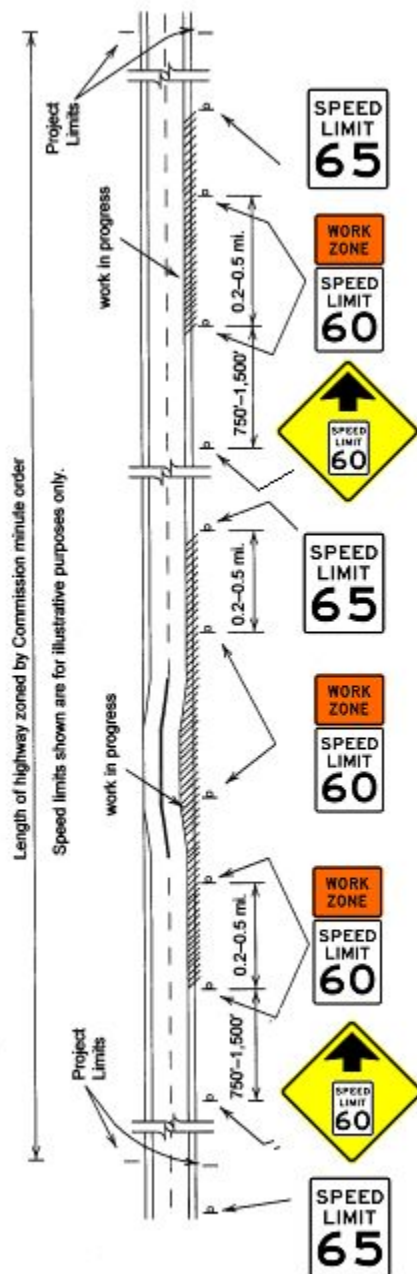 Project
Limits
SPEED
LIMIT
65
work in progress
0.2–0.5 mi.
WORK
ZONE
SPEED
LIMIT
60
750'–1,500'
SPEED
LIMIT
60
Length of highway zoned by Commission minute order
Speed limits shown are for illustrative purposes only.
0.2–0.5 mi.
SPEED
LIMIT
65
work in progress
WORK
ZONE
SPEED
LIMIT
60
0.2–0.5 mi.
WORK
ZONE
SPEED
LIMIT
60
750'–1,500'
SPEED
LIMIT
60
Project
Limits
SPEED
LIMIT
65